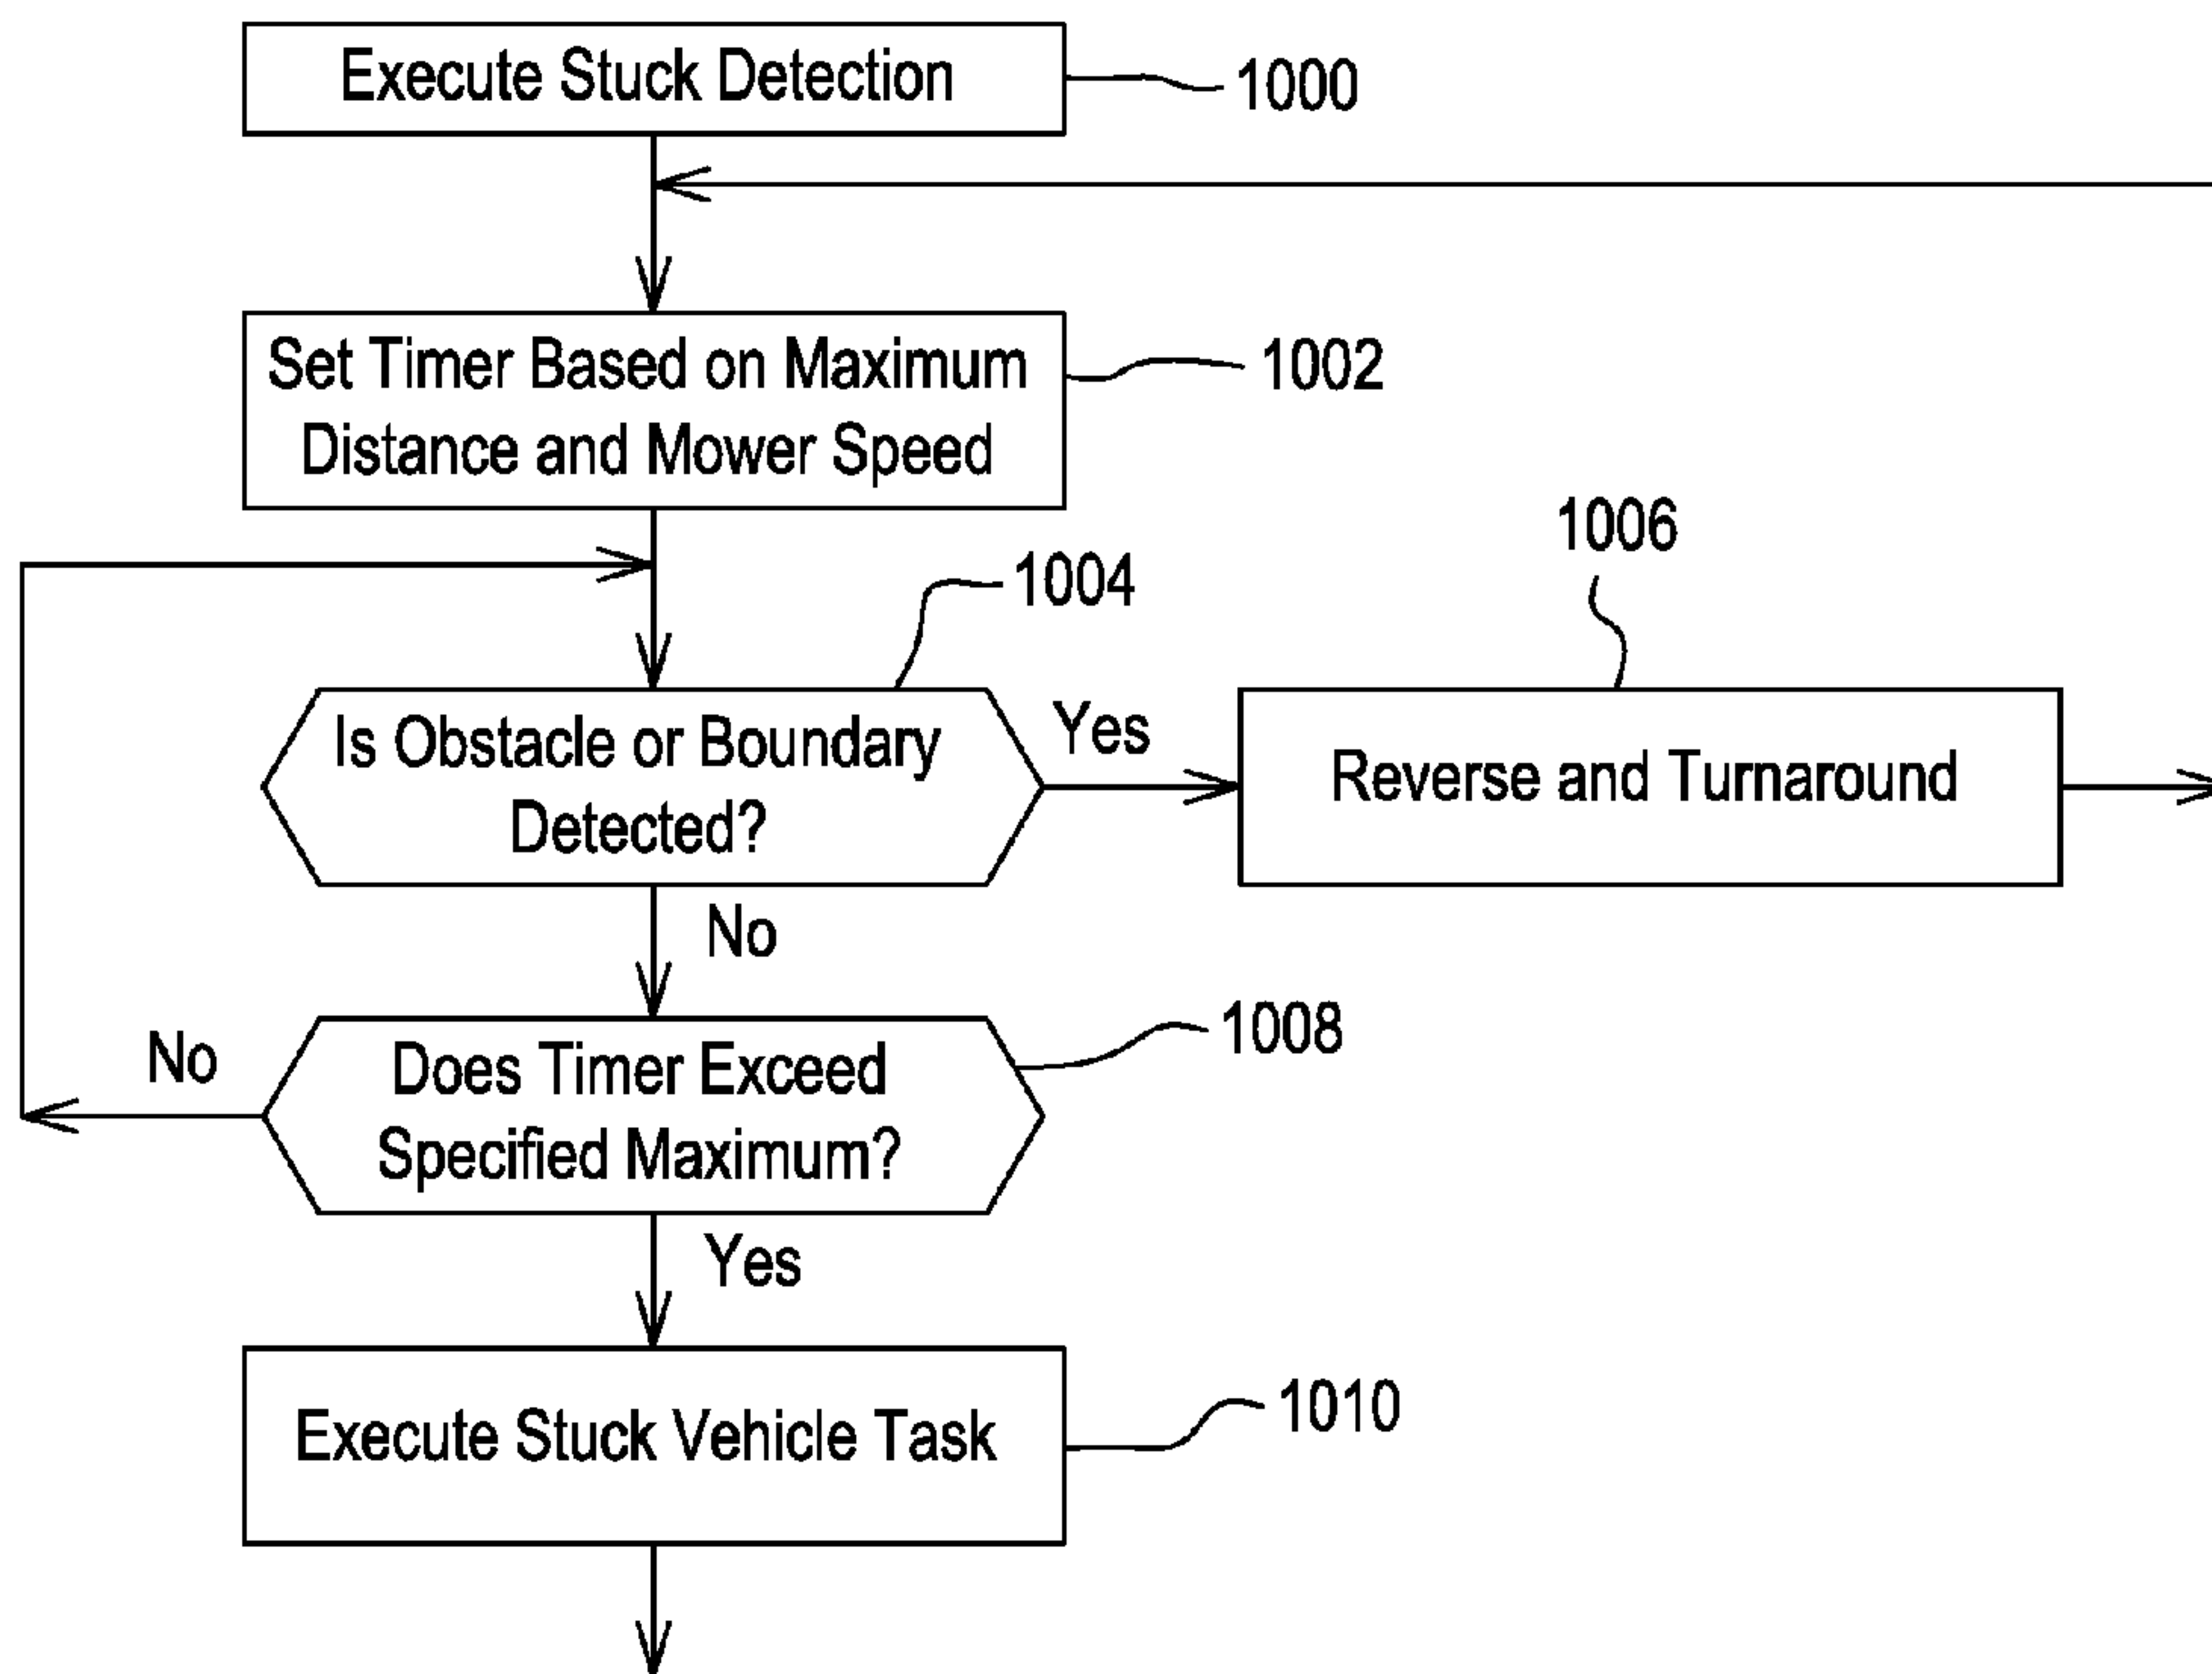 Execute Stuck Detection
1000
Set Timer Based on Maximum
Distance and Mower Speed
1002
1004
1006
Is Obstacle or Boundary
Detected?
Yes
Reverse and Turnaround
No
Does Timer Exceed
Specified Maximum?
1008
No
Yes
Execute Stuck Vehicle Task
1010